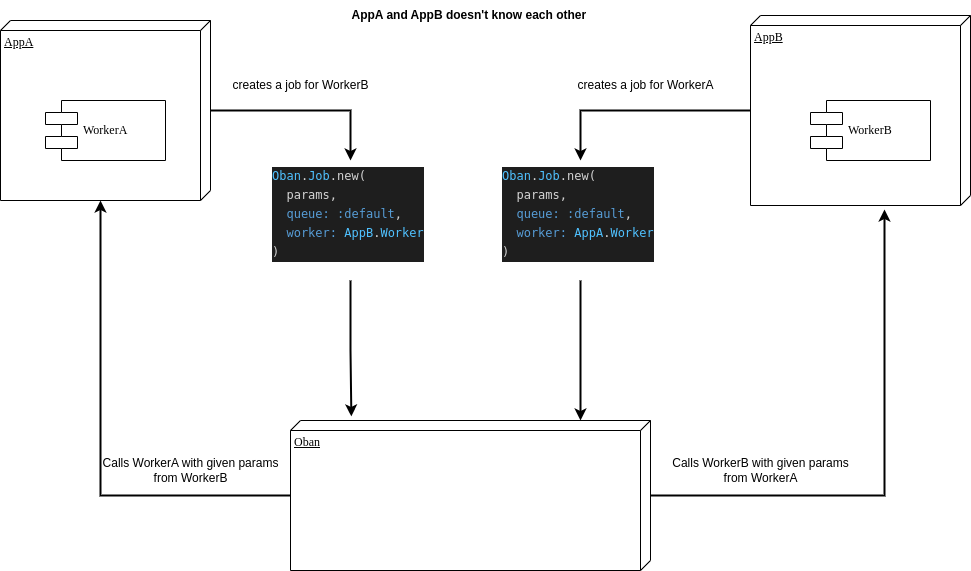 AppA and AppB doesn't know each other
AppA
WorkerA
creates a job for WorkerB
creates a job for WorkerA
AppB
WorkerB
Oban.Job.new(
  params,
  queue: :default,
  worker: AppB.Worker
)
Oban.Job.new(
  params,
  queue: :default,
  worker: AppA.Worker
)
Oban
Calls WorkerA with given params
from WorkerB
Calls WorkerB with given params
from WorkerA